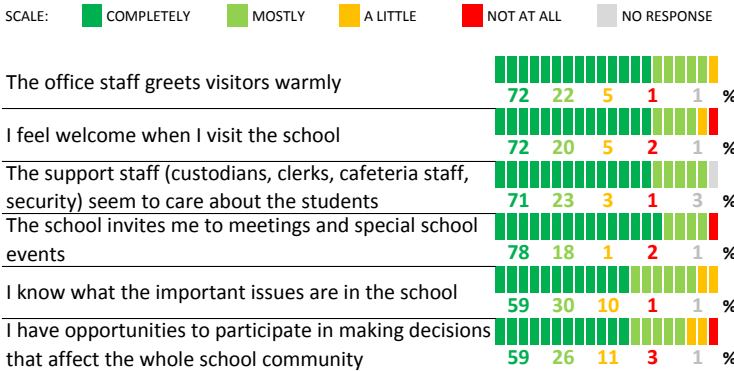 SCALE: COMPLETELY MOSTLY A LITTLE NOT AT ALL NO RESPONSE
The office staff greets visitors warmly
72 22 5 1 1 %
I feel welcome when I visit the school
72 20 5 2 1 %
The support staff (custodians, clerks, cafeteria staff,
security) seem to care about the students
71 23 3 1 3 %
The school invites me to meetings and special school
events
78 18 1 2 1 %
I know what the important issues are in the school
59 30 10 1 1 %
I have opportunities to participate in making decisions
that affect the whole school community
59 26 11 3 1 %